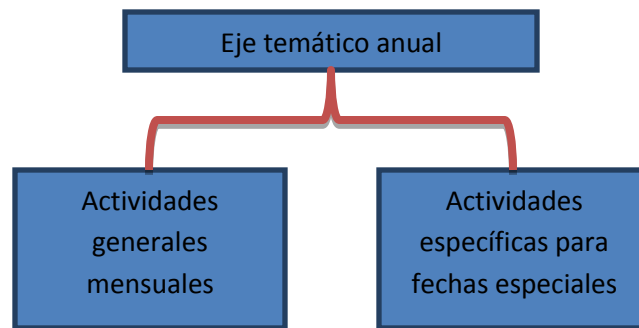 Eje temático anual
Actividades
generales
mensuales
Actividades
específicas para
fechas especiales